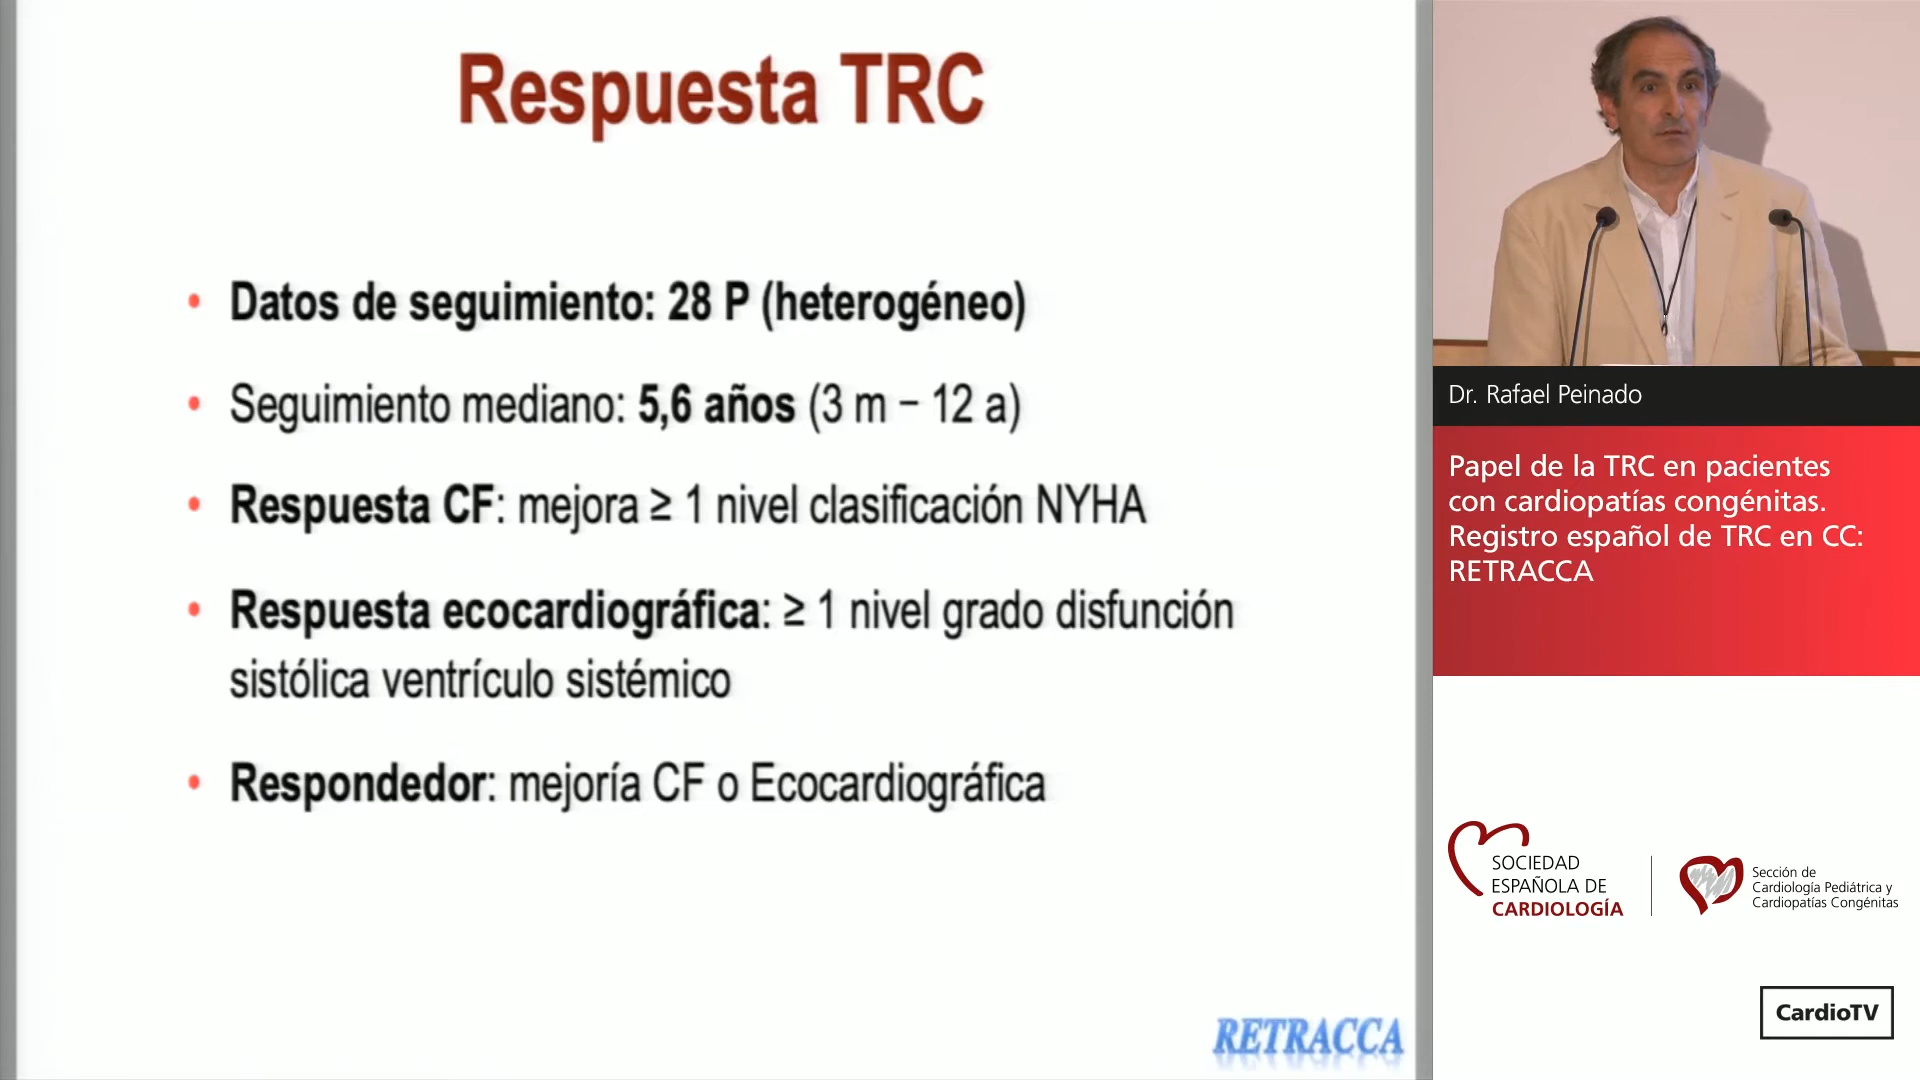 Respuesta TRC
• Datos de seguimiento: 28 P (heterogéneo)
• Seguimiento mediano: 5,6 años (3 m – 12 a)
• Respuesta CF: mejora ≥ 1 nivel clasificación NYHA
• Respuesta ecocardiográfica: ≥ 1 nivel grado disfunción
sistólica ventrículo sistémico
• Respondedor: mejoría CF o Ecocardiográfica
RETRACCA
Dr. Rafael Peinado
Papel de la TRC en pacientes
con cardiopatías congénitas.
Registro español de TRC en CC:
RETRACCA
SOCIEDAD
ESPAÑOLA DE
CARDIOLOGÍA
Sección de
Cardiología Pediátrica y
Cardiopatías Congénitas
CardioTV